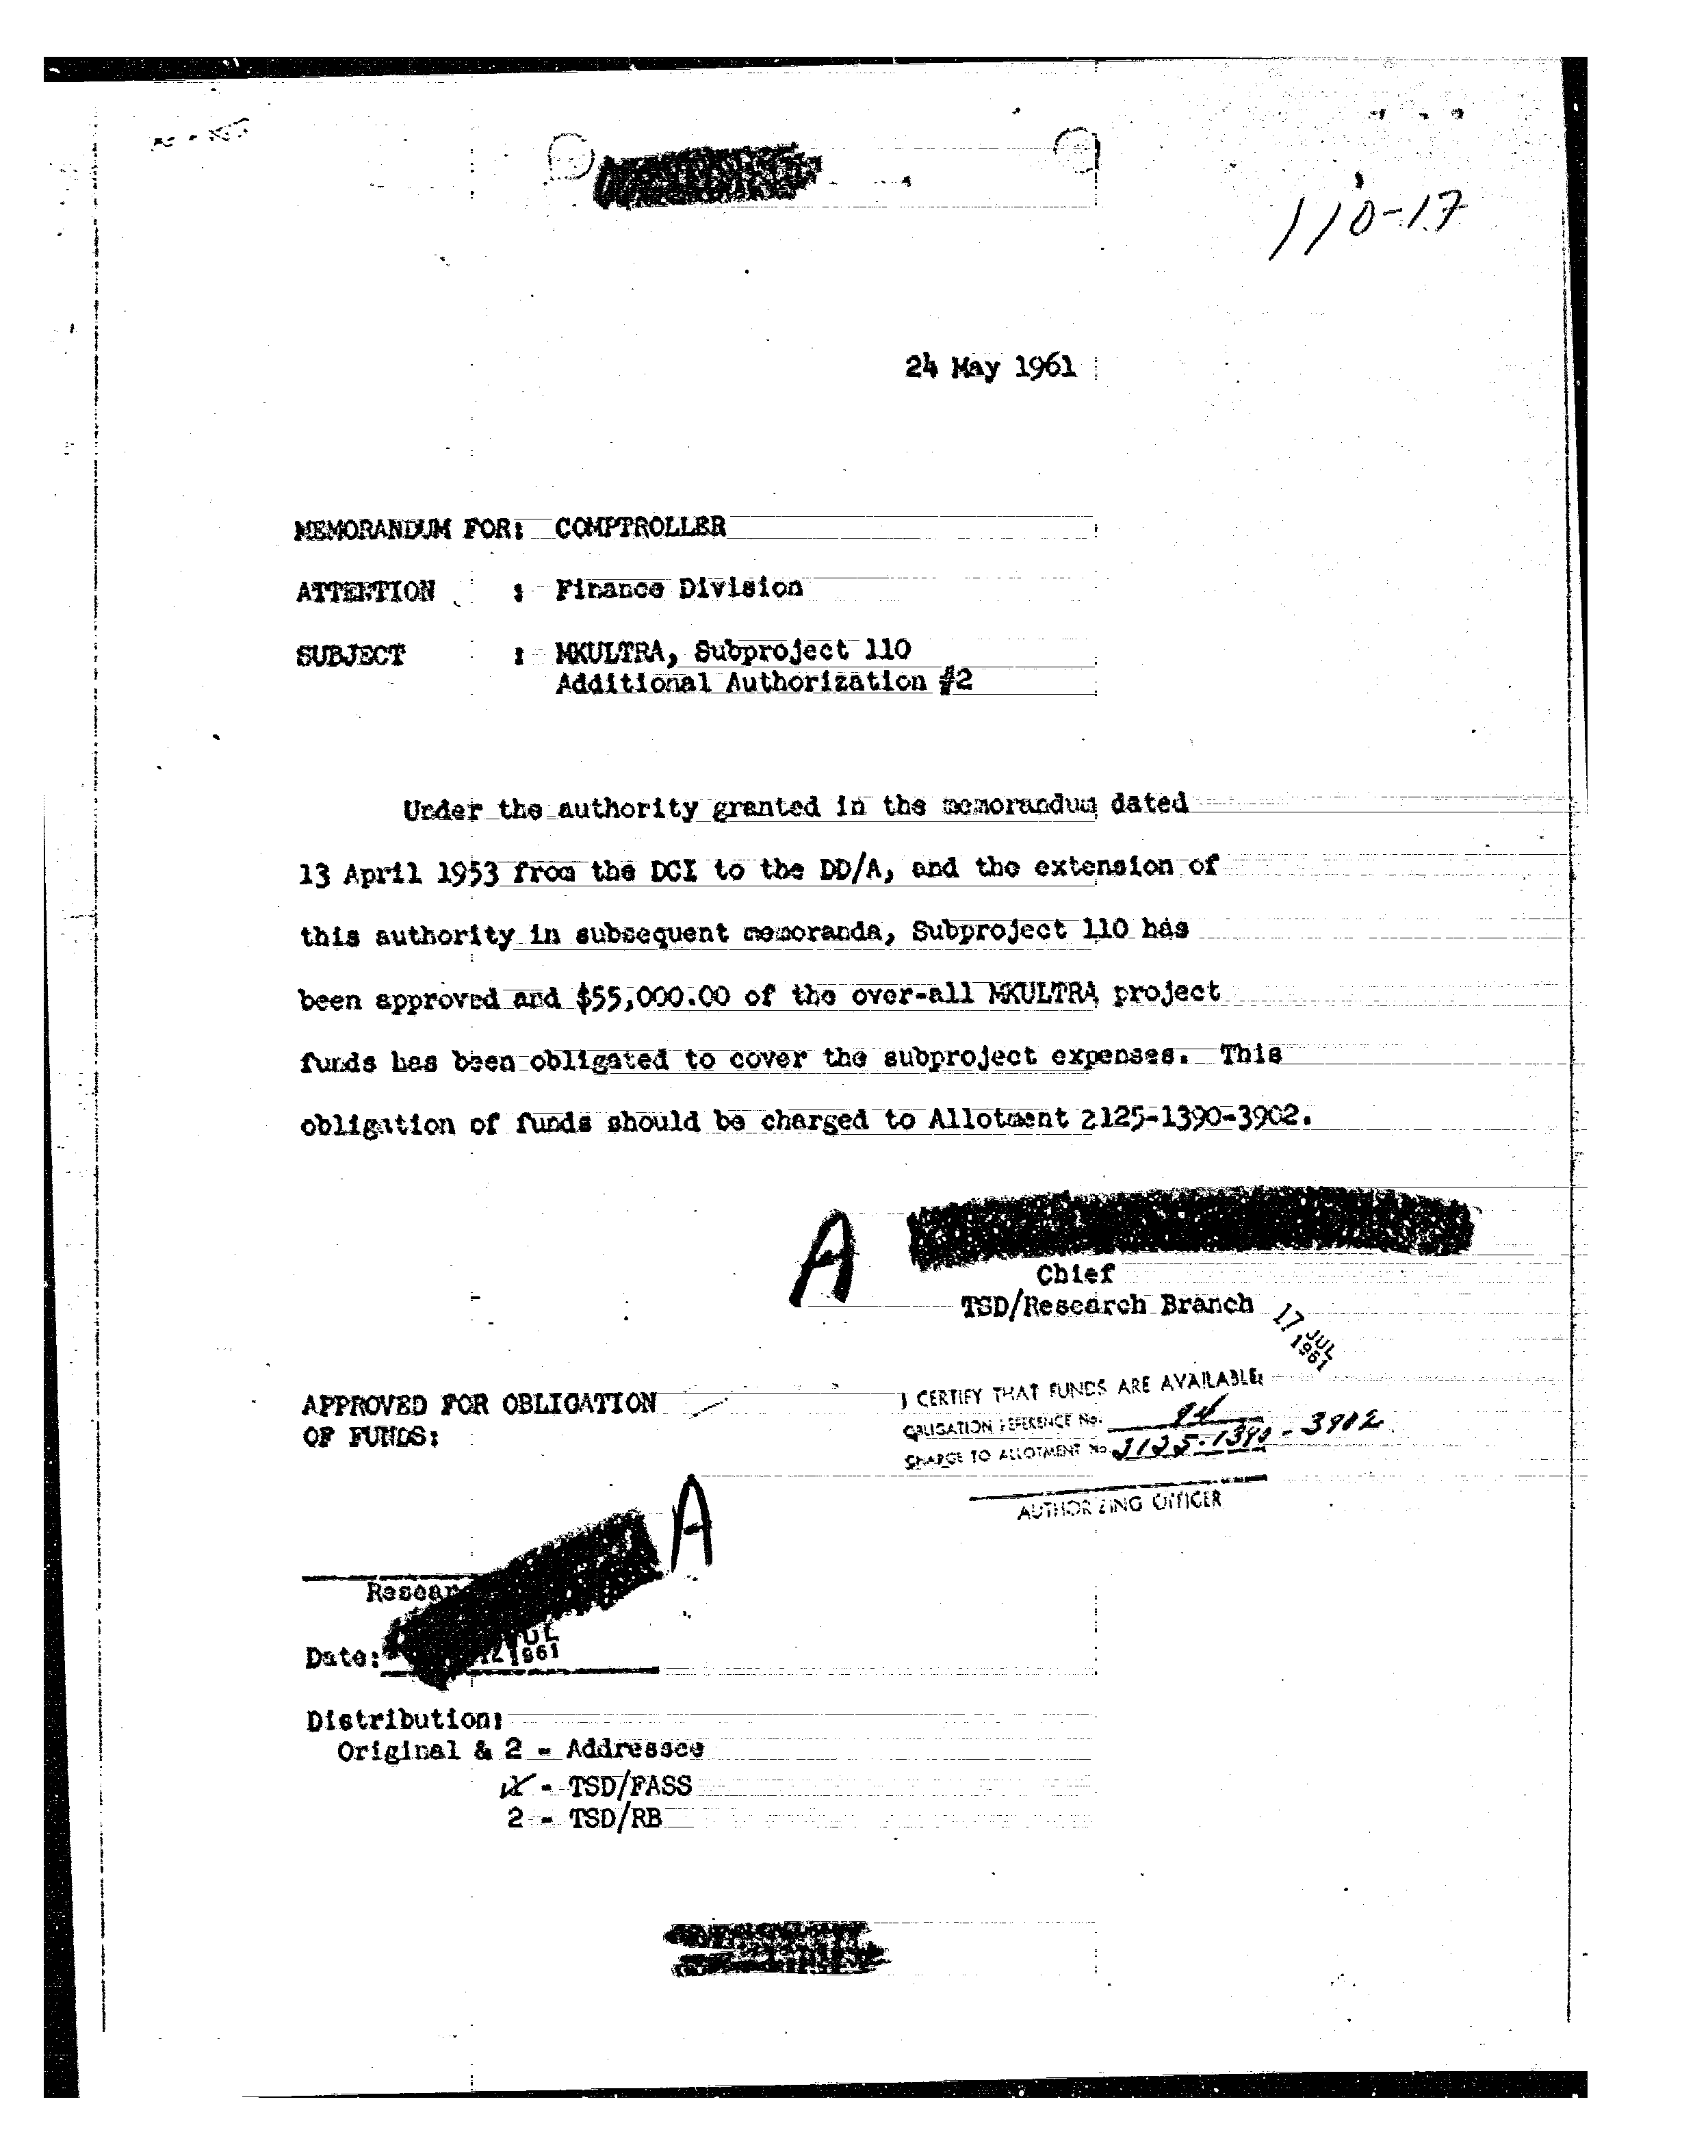 110-17
24 May 1961
MEMORANDUM FOR: COMPTROLLER
ATTENTION : Finance Division
SUBJECT : MKULTRA, Subproject 110
Additional Authorization #2
Under the authority granted in the memorandum dated
13 April 1953 from the DCI to the DD/A, and the extension of
this authority in subsequent memoranda, Subproject 110 has
been approved and $55,000.00 of the over-all MKULTRA project
funds has been obligated to cover the subproject expenses. This
obligation of funds should be charged to Allotment 2125-1390-3902.
A
Chief
TSD/Research Branch
17 JUL 1961
APPROVED FOR OBLIGATION
OF FUNDS:
I CERTIFY THAT FUNDS ARE AVAILABLE:
OBLIGATION REFERENCE No.
CHARGE TO ALLOTMENT No. 2125-1390-3902
AUTHORIZING OFFICER
A
Date: 1961
Distribution:
Original & 2 - Addressee
1 - TSD/FASS
2 - TSD/RB